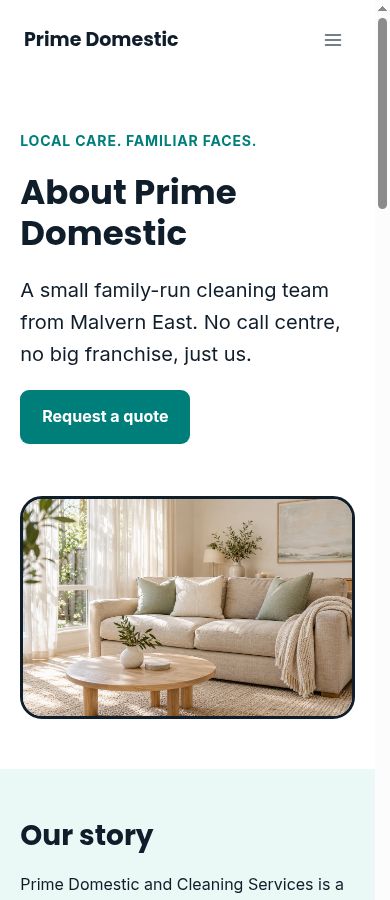 Prime Domestic
LOCAL CARE. FAMILIAR FACES.
About Prime
Domestic
A small family-run cleaning team
from Malvern East. No call centre,
no big franchise, just us.
Request a quote
Our story
Prime Domestic and Cleaning Services is a